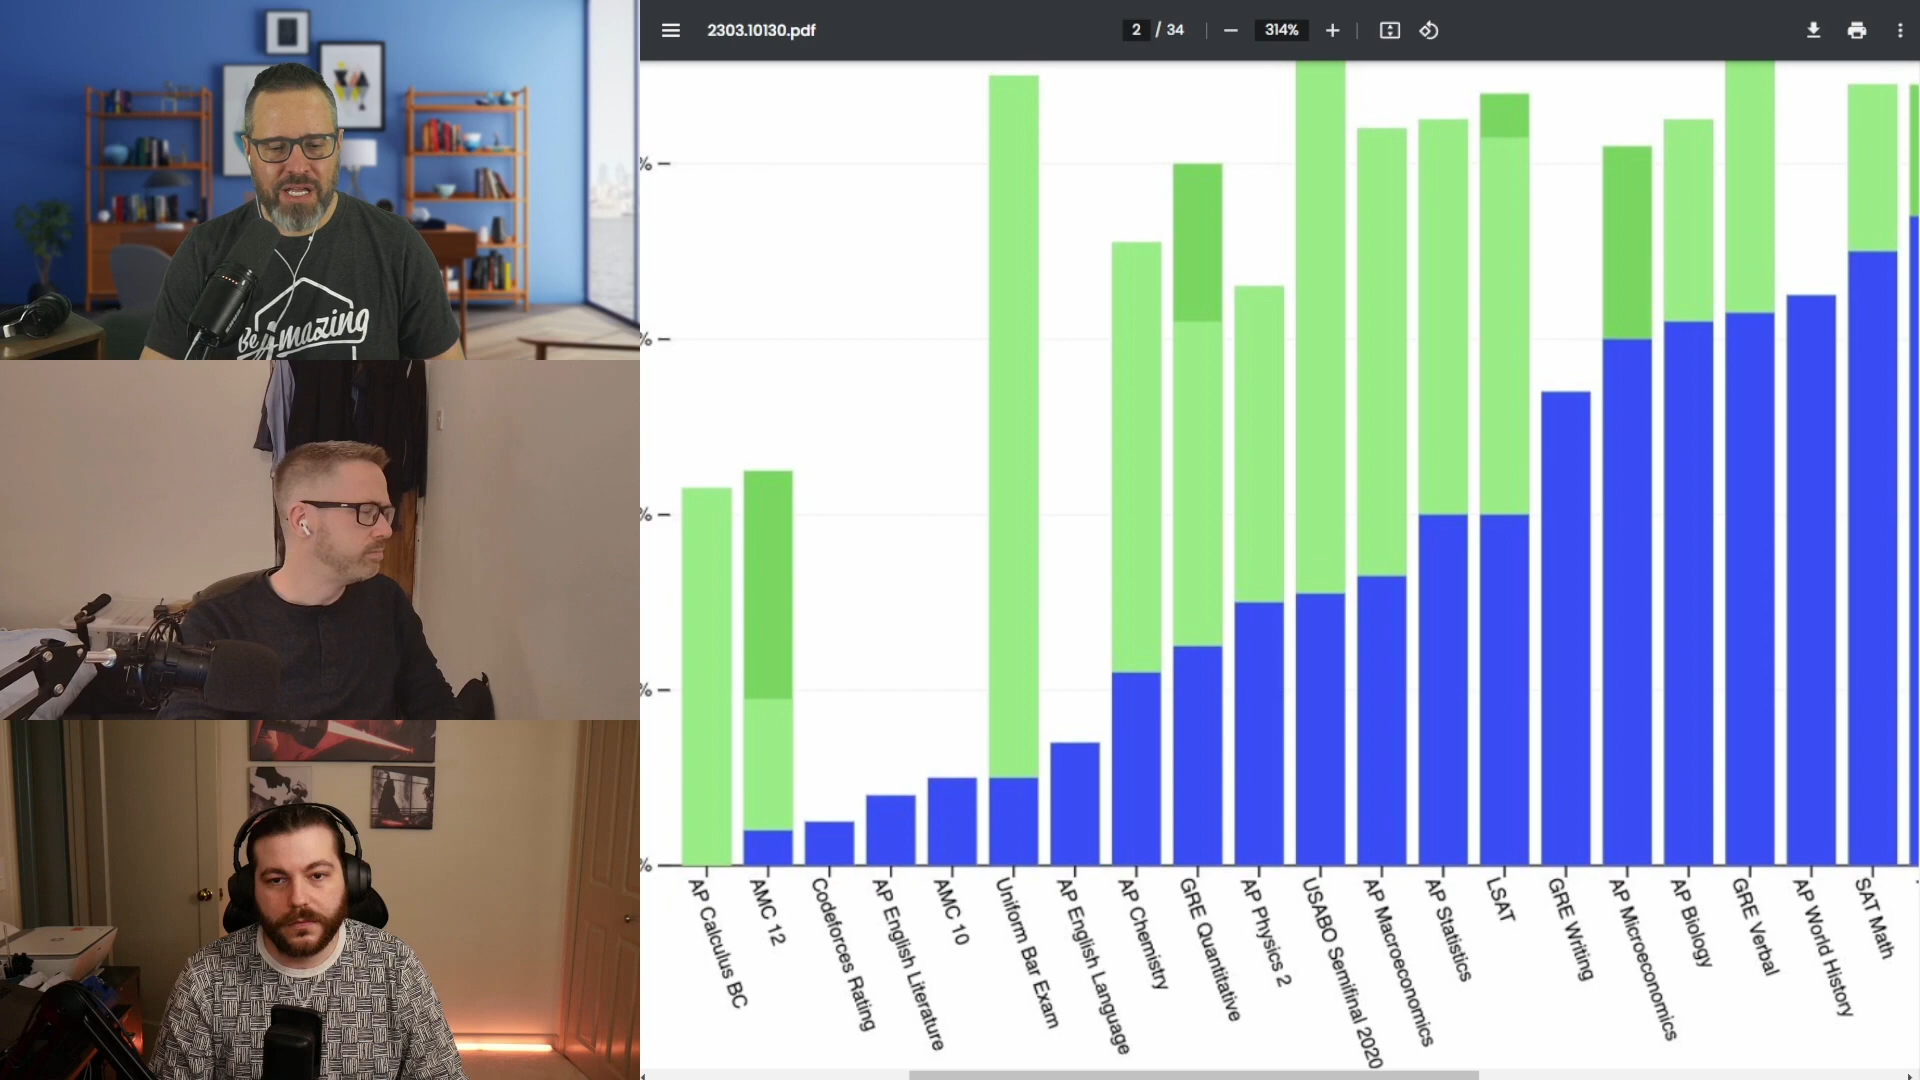 2303.10130.pdf
2 / 34
314%
Be Amazing
%
%
%
%
%
AP Calculus BC
AMC 12
Codeforces Rating
AP English Literature
AMC 10
Uniform Bar Exam
AP English Language
AP Chemistry
GRE Quantitative
AP Physics 2
USABO Semifinal 2020
AP Macroeconomics
AP Statistics
LSAT
GRE Writing
AP Microeconomics
AP Biology
GRE Verbal
AP World History
SAT Math